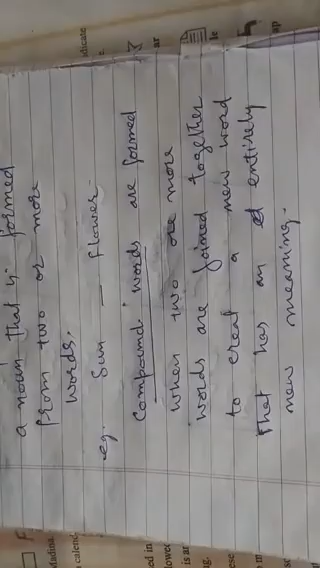 a noun that is formed
from two or more
words.
eg. Sun — flower.
Compound words are formed
when two or more
words are joined together
to creat a new word
that has an entirely
new meaning.